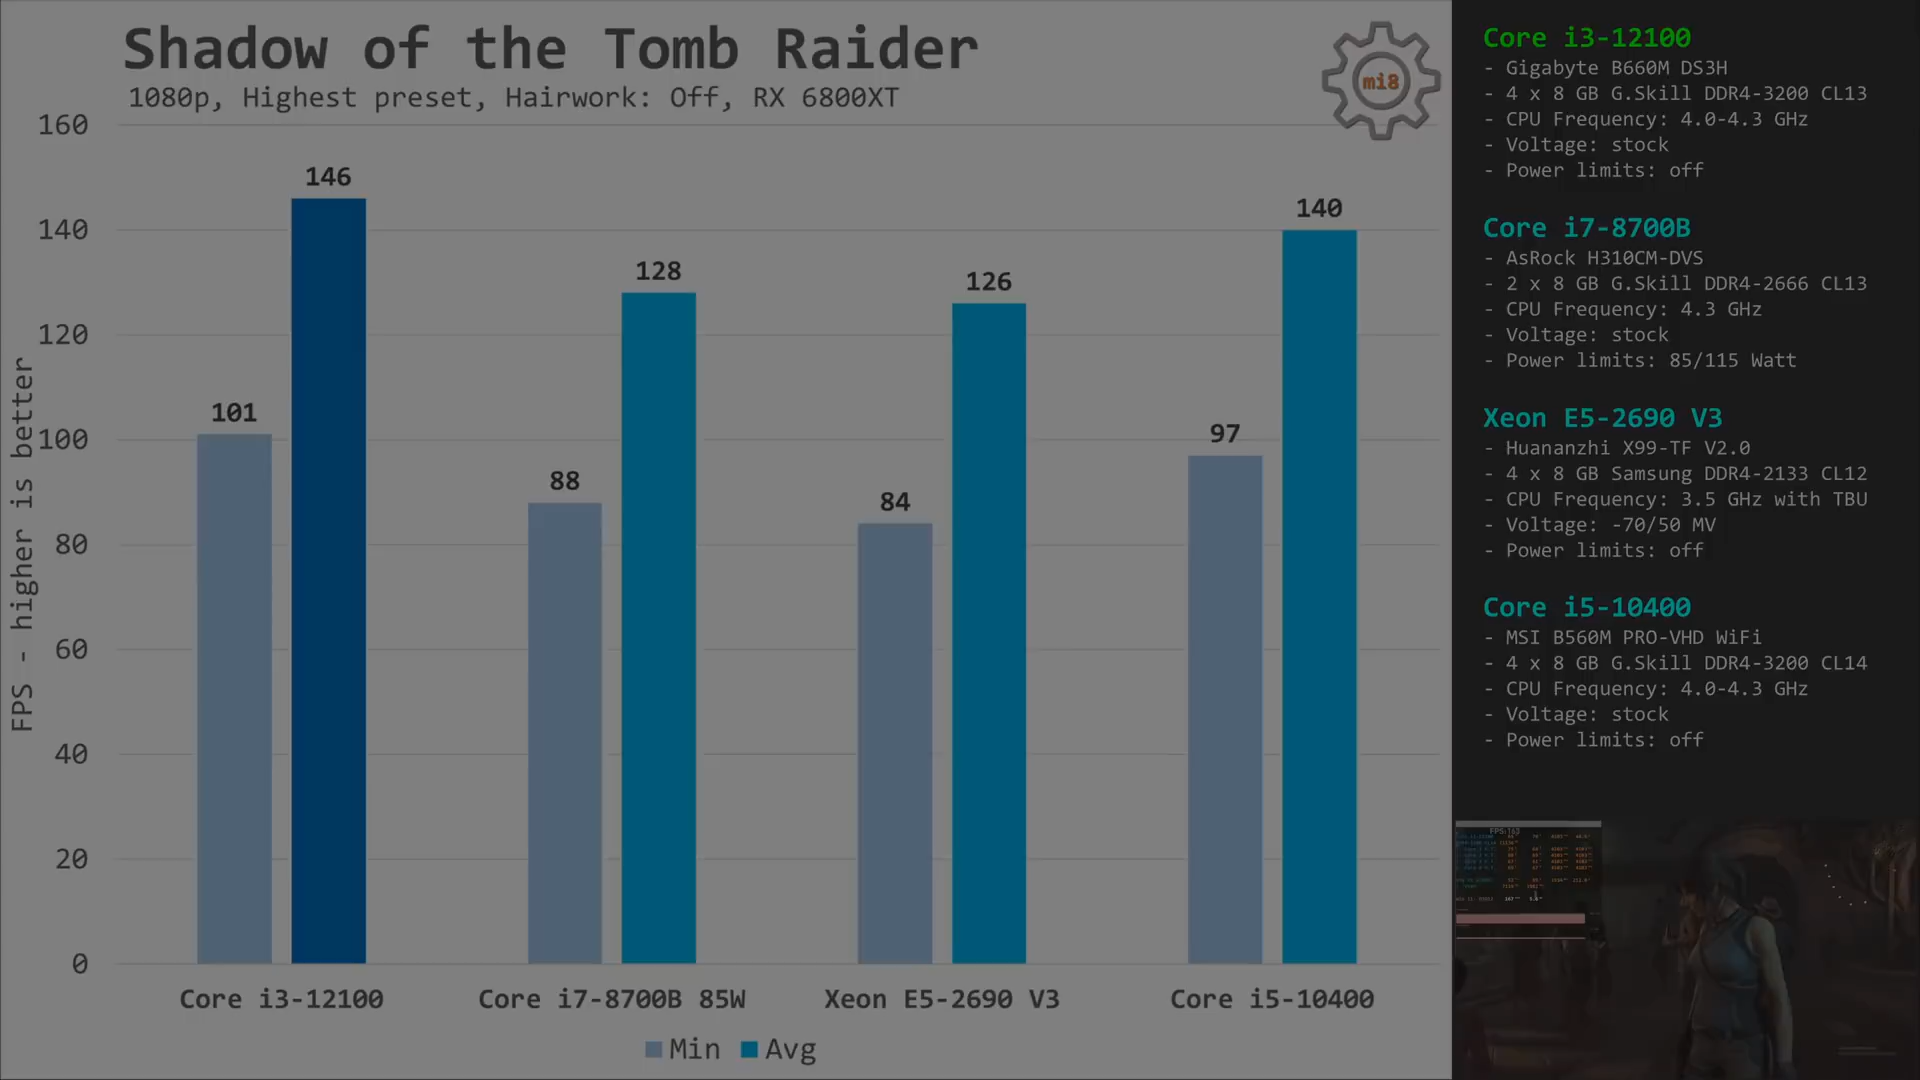 Shadow of the Tomb Raider
1080p, Highest preset, Hairwork: Off, RX 6800XT
mi8
FPS - higher is better
160
140
120
100
80
60
40
20
0
101
146
88
128
84
126
97
140
Core i3-12100
Core i7-8700B 85W
Xeon E5-2690 V3
Core i5-10400
Min
Avg
Core i3-12100
- Gigabyte B660M DS3H
- 4 x 8 GB G.Skill DDR4-3200 CL13
- CPU Frequency: 4.0-4.3 GHz
- Voltage: stock
- Power limits: off
Core i7-8700B
- AsRock H310CM-DVS
- 2 x 8 GB G.Skill DDR4-2666 CL13
- CPU Frequency: 4.3 GHz
- Voltage: stock
- Power limits: 85/115 Watt
Xeon E5-2690 V3
- Huananzhi X99-TF V2.0
- 4 x 8 GB Samsung DDR4-2133 CL12
- CPU Frequency: 3.5 GHz with TBU
- Voltage: -70/50 MV
- Power limits: off
Core i5-10400
- MSI B560M PRO-VHD WiFi
- 4 x 8 GB G.Skill DDR4-3200 CL14
- CPU Frequency: 4.0-4.3 GHz
- Voltage: stock
- Power limits: off